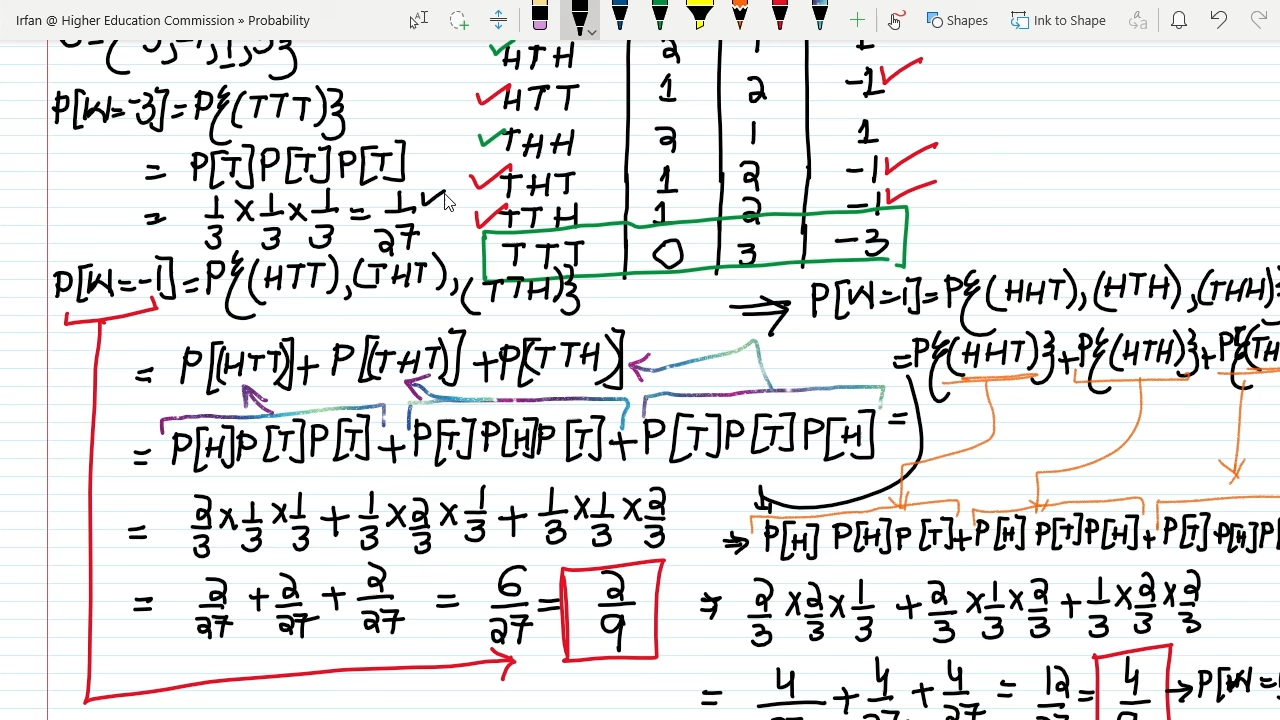 Irfan @ Higher Education Commission » Probability
Shapes
Ink to Shape
HTH 2 1 1
HTT 1 2 -1
THH 2 1 1
THT 1 2 -1
TTH 1 2 -1
TTT 0 3 -3
P[W=-3]=P{(TTT)}
= P[T]P[T]P[T]
= 1/3 × 1/3 × 1/3 = 1/27
P[W=-1]=P{(HTT),(THT),(TTH)}
= P[(HTT)]+P[(THT)]+P[(TTH)]
= P[H]P[T]P[T]+P[T]P[H]P[T]+P[T]P[T]P[H] =
= 2/3 × 1/3 × 1/3 + 1/3 × 2/3 × 1/3 + 1/3 × 1/3 × 2/3
= 2/27 + 2/27 + 2/27 = 6/27 = 2/9
⇒ P[W=1]=P{(HHT),(HTH),(THH)}
=P{(HHT)}+P{(HTH)}+P{(TH
⇒ P[H] P[H]P[T]+P[H] P[T]P[H]+P[T]P[H]P[
⇒ 2/3 × 2/3 × 1/3 + 2/3 × 1/3 × 2/3 + 1/3 × 2/3 × 2/3
= 4/27 + 4/27 + 4/27 = 12/27 = 4/9 → P[W=